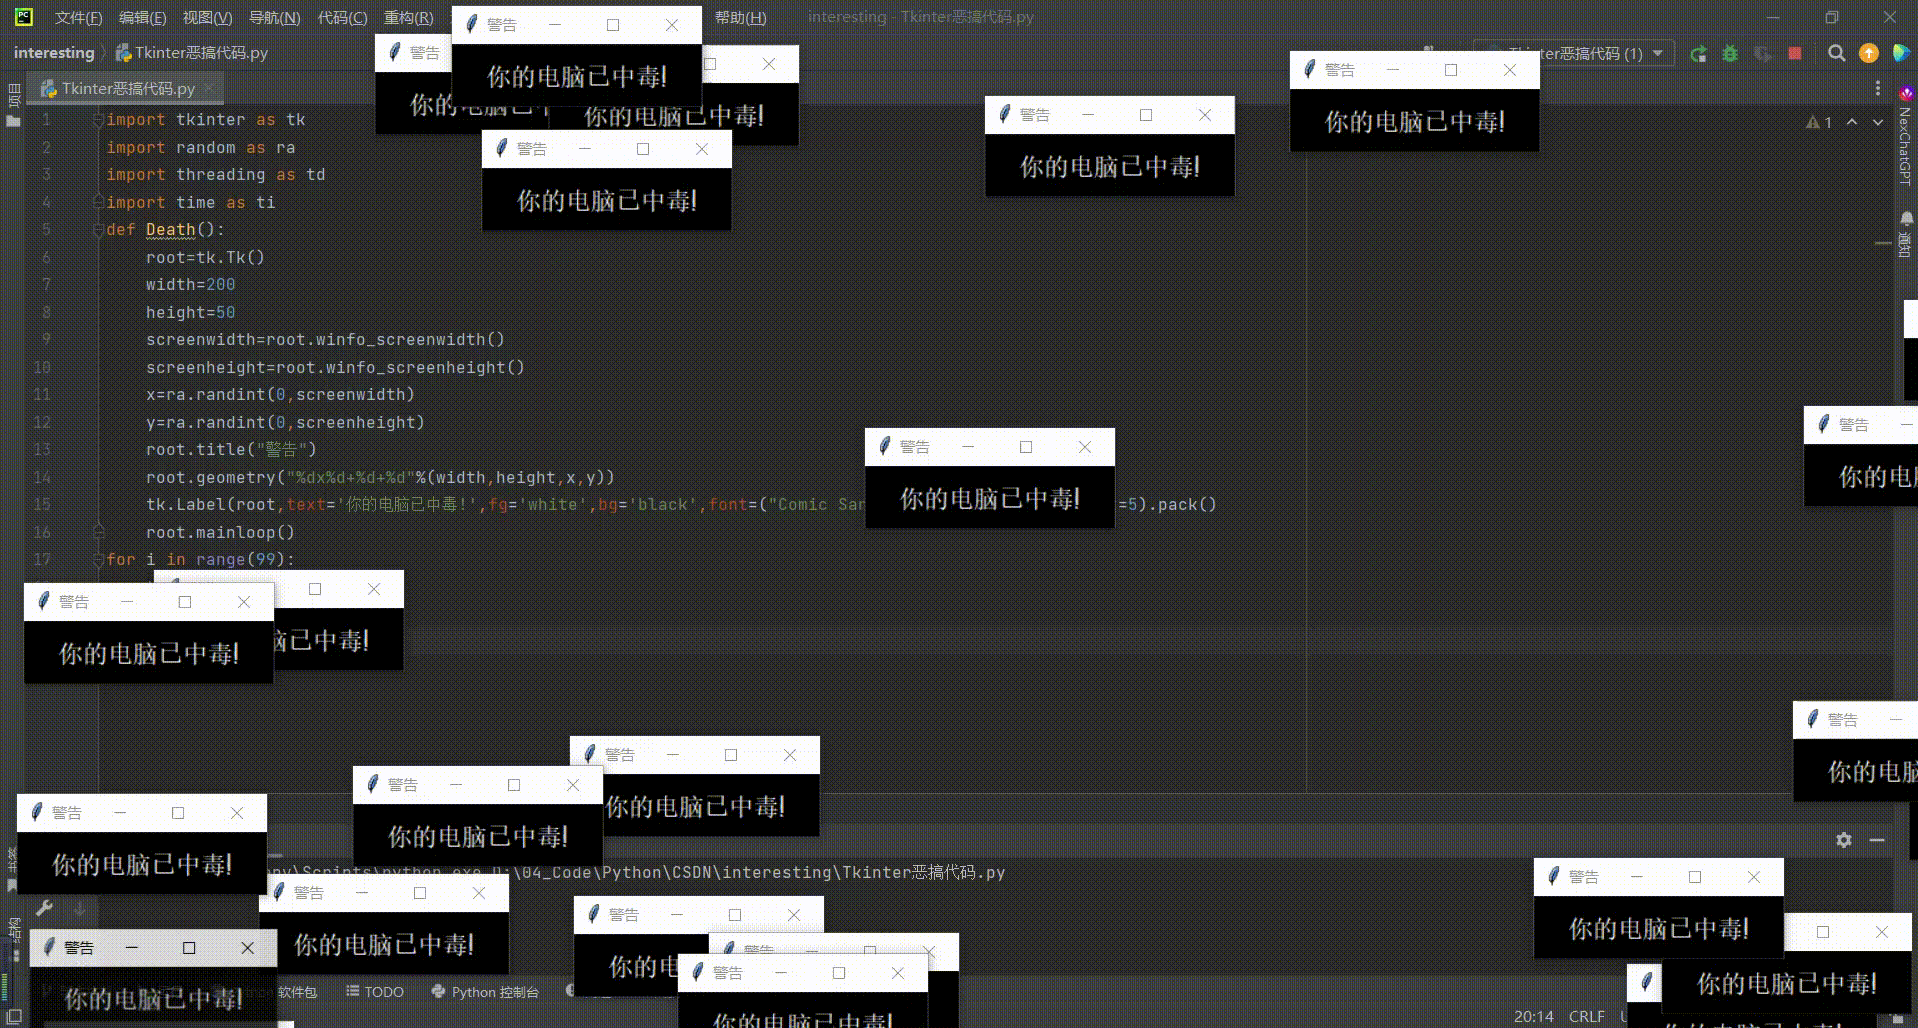 文件(F) 编辑(E) 视图(V) 导航(N) 代码(C) 重构(R) 帮助(H) interesting - Tkinter恶搞代码.py
interesting Tkinter恶搞代码.py
Tkinter恶搞代码 (1)
Tkinter恶搞代码.py
项目
1 import tkinter as tk
2 import random as ra
3 import threading as td
4 import time as ti
5 def Death():
6 root=tk.Tk()
7 width=200
8 height=50
9 screenwidth=root.winfo_screenwidth()
10 screenheight=root.winfo_screenheight()
11 x=ra.randint(0,screenwidth)
12 y=ra.randint(0,screenheight)
13 root.title("警告")
14 root.geometry("%dx%d+%d+%d"%(width,height,x,y))
15 tk.Label(root,text='你的电脑已中毒!',fg='white',bg='black',font=("Comic San
=5).pack()
16 root.mainloop()
17 for i in range(99):
1
NexChatGPT
通知
警告
警告
你的电脑已中毒!
你的电脑已中毒!
警告
你的电脑已中毒!
警告
你的电脑已中毒!
警告
你的电脑已中毒!
警告
你的电
警告
你的电脑已中毒!
警告
你的电脑已中毒!
已中毒!
警告
你的电脑
警告
你的电脑已中毒!
警告
你的电脑已中毒!
警告
你的电脑已中毒!
\Scripts\python.exe D:\04_Code\Python\CSDN\interesting\Tkinter恶搞代码.py
警告
你的电脑已中毒!
警告
你的电脑已中毒!
警告
你的电脑已中毒!
警告
你的
警告
警告
你的电脑已中毒!
你的电脑已中毒!
结构
软件包 TODO Python 控制台
20:14 CRLF